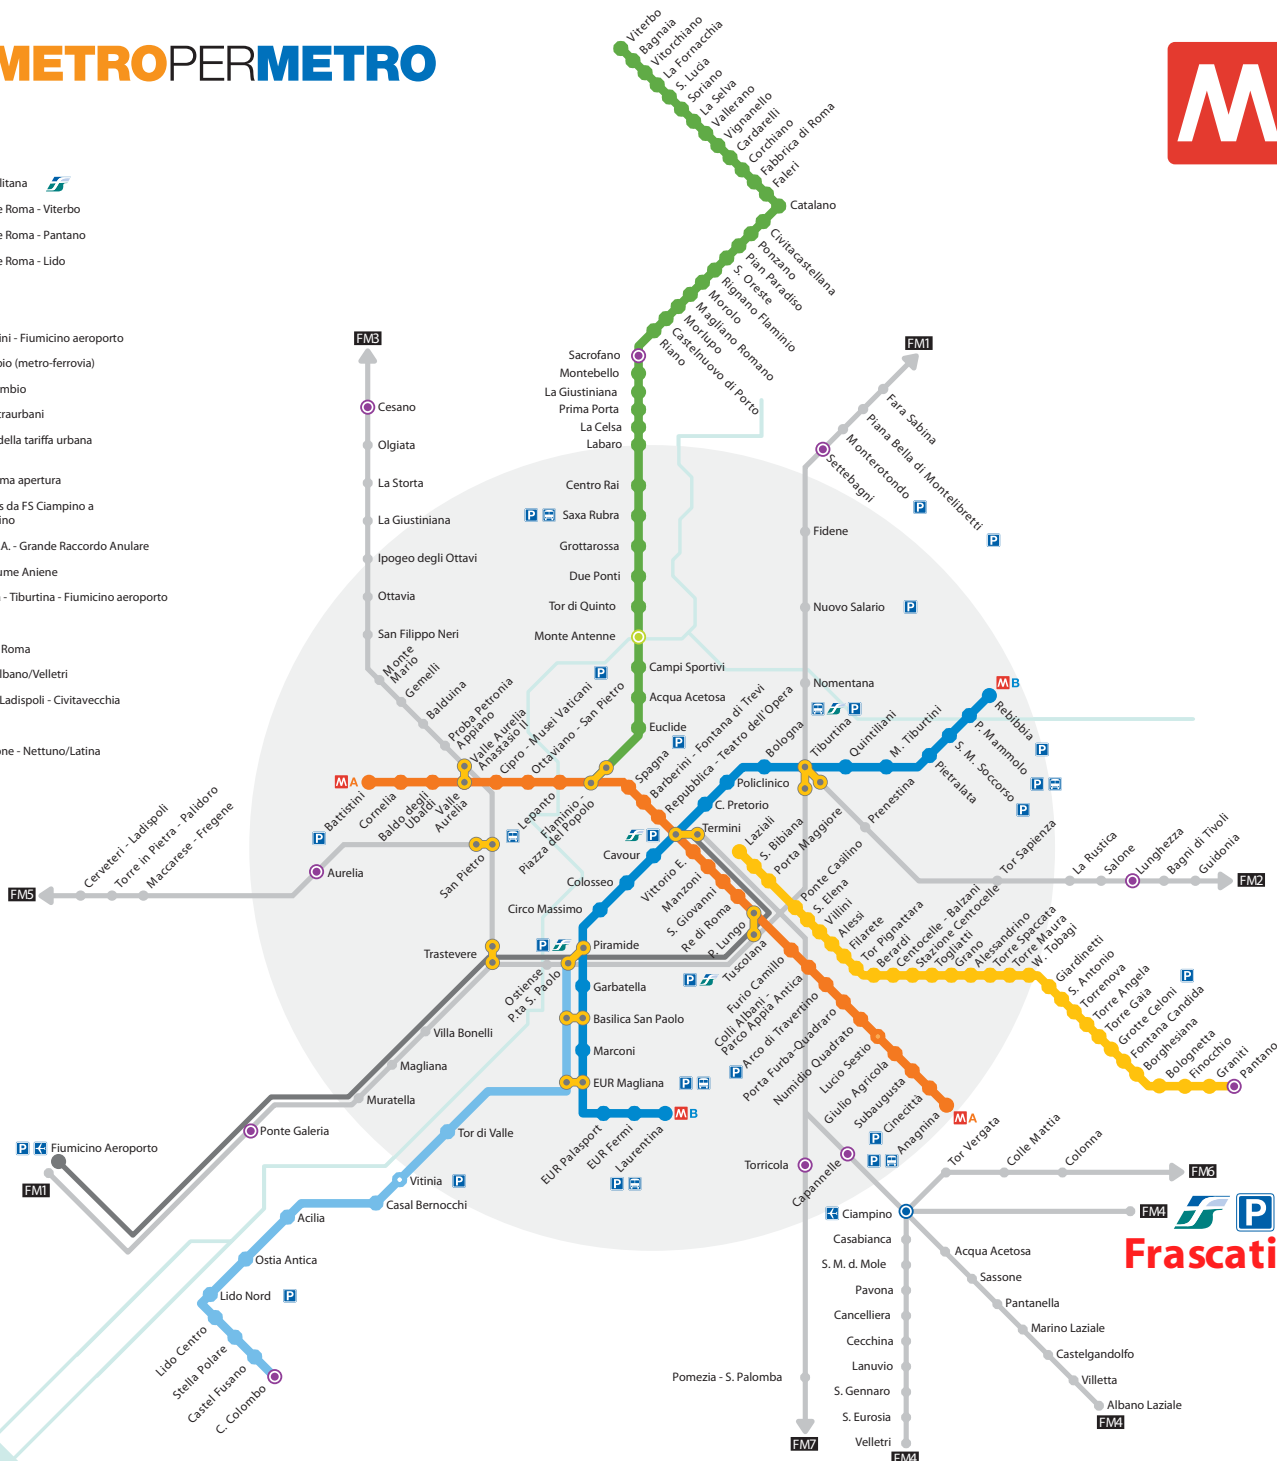 METROPERMETRO
M
litana
e Roma - Viterbo
e Roma - Pantano
e Roma - Lido
ini - Fiumicino aeroporto
bio (metro-ferrovia)
mbio
traurbani
della tariffa urbana
ma apertura
s da FS Ciampino a
ino
A. - Grande Raccordo Anulare
ume Aniene
- Tiburtina - Fiumicino aeroporto
Roma
lbano/Velletri
Ladispoli - Civitavecchia
one - Nettuno/Latina
Viterbo
Bagnaia
Vitorchiano
La Fornacchia
S. Lucia
Soriano
La Selva
Vallerano
Vignanello
Cardarelli
Corchiano
Fabbrica di Roma
Faleri
Catalano
Civitacastellana
Ponzano
Pian Paradiso
S. Oreste
Rignano Flaminio
Morolo
Magliano Romano
Morlupo
Castelnuovo di Porto
Riano
Sacrofano
Montebello
La Giustiniana
Prima Porta
La Celsa
Labaro
Centro Rai
P
Saxa Rubra
Grottarossa
Due Ponti
Tor di Quinto
Monte Antenne
Campi Sportivi
Acqua Acetosa
Euclide
FM3
Cesano
Olgiata
La Storta
La Giustiniana
Ipogeo degli Ottavi
Ottavia
San Filippo Neri
Monte
Mario
Gemelli
Balduina
Proba Petronia
Appiano
Valle Aurelia
Anastasio II
Cipro - Musei Vaticani
P
Ottaviano - San Pietro
FM1
Fara Sabina
Piana Bella di Montelibretti
P
Monterotondo
P
Settebagni
Fidene
Nuovo Salario
P
Nomentana
P
Tiburtina
Bologna
Quintiliani
M. Tiburtini
M B
Rebibbia
P
P. Mammolo
P
S. M. Soccorso
P
Pietralata
Policlinico
C. Pretorio
Termini
P
Cavour
Colosseo
Circo Massimo
Piramide
P
Garbatella
Basilica San Paolo
Marconi
EUR Magliana
P
EUR Palasport
EUR Fermi
Laurentina
P
M B
M A
Battistini
P
Cornelia
Baldo degli
Ubaldi
Valle
Aurelia
Lepanto
Flaminio -
Piazza del Popolo
Spagna
P
Barberini - Fontana di Trevi
Repubblica - Teatro dell'Opera
Vittorio E.
Manzoni
S. Giovanni
Re di Roma
P. Lungo
Tuscolana
P
Furio Camillo
Colli Albani -
Parco Appia Antica
Arco di Travertino
P
Porta Furba-Quadraro
Numidio Quadrato
Lucio Sestio
Giulio Agricola
Subaugusta
Cinecittà
P
Anagnina
P
M A
Laziali
S. Bibiana
Porta Maggiore
Ponte Casilino
S. Elena
Villini
Alessi
Filarete
Tor Pignattara
Berardi
Centocelle - Balzani
Stazione Centocelle
Togliatti
Grano
Alessandrino
Torre Spaccata
Torre Maura
W. Tobagi
Giardinetti
S. Antonio
Torrenova
Torre Angela
Torre Gaia
Grotte Celoni
P
Fontana Candida
Borghesiana
Bolognetta
Finocchio
Graniti
Pantano
Prenestina
Tor Sapienza
La Rustica
Salone
Lunghezza
Bagni di Tivoli
Guidonia
FM2
FM5
Cerveteri - Ladispoli
Torre in Pietra - Palidoro
Maccarese - Fregene
Aurelia
San Pietro
Trastevere
Ostiense
P.ta S. Paolo
Villa Bonelli
Magliana
Muratella
Ponte Galeria
P
Fiumicino Aeroporto
FM1
Tor di Valle
Vitinia
P
Casal Bernocchi
Acilia
Ostia Antica
Lido Nord
P
Lido Centro
Stella Polare
Castel Fusano
C. Colombo
Torricola
Capannelle
Pomezia - S. Palomba
FM7
Ciampino
Tor Vergata
Colle Mattia
Colonna
FM6
FM4
P
Frascati
Casabianca
S. M. d. Mole
Pavona
Cancelliera
Cecchina
Lanuvio
S. Gennaro
S. Eurosia
Velletri
FM4
Acqua Acetosa
Sassone
Pantanella
Marino Laziale
Castelgandolfo
Villetta
Albano Laziale
FM4